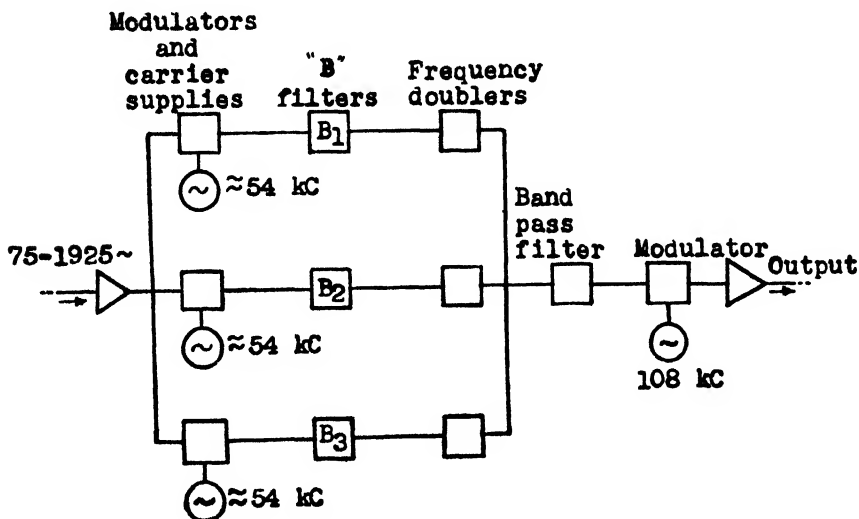 Modulators
and
carrier
supplies
"B"
filters
Frequency
doublers
B1
≈54 kC
75-1925~
B2
≈54 kC
Band
pass
filter
Modulator
Output
108 kC
B3
≈54 kC